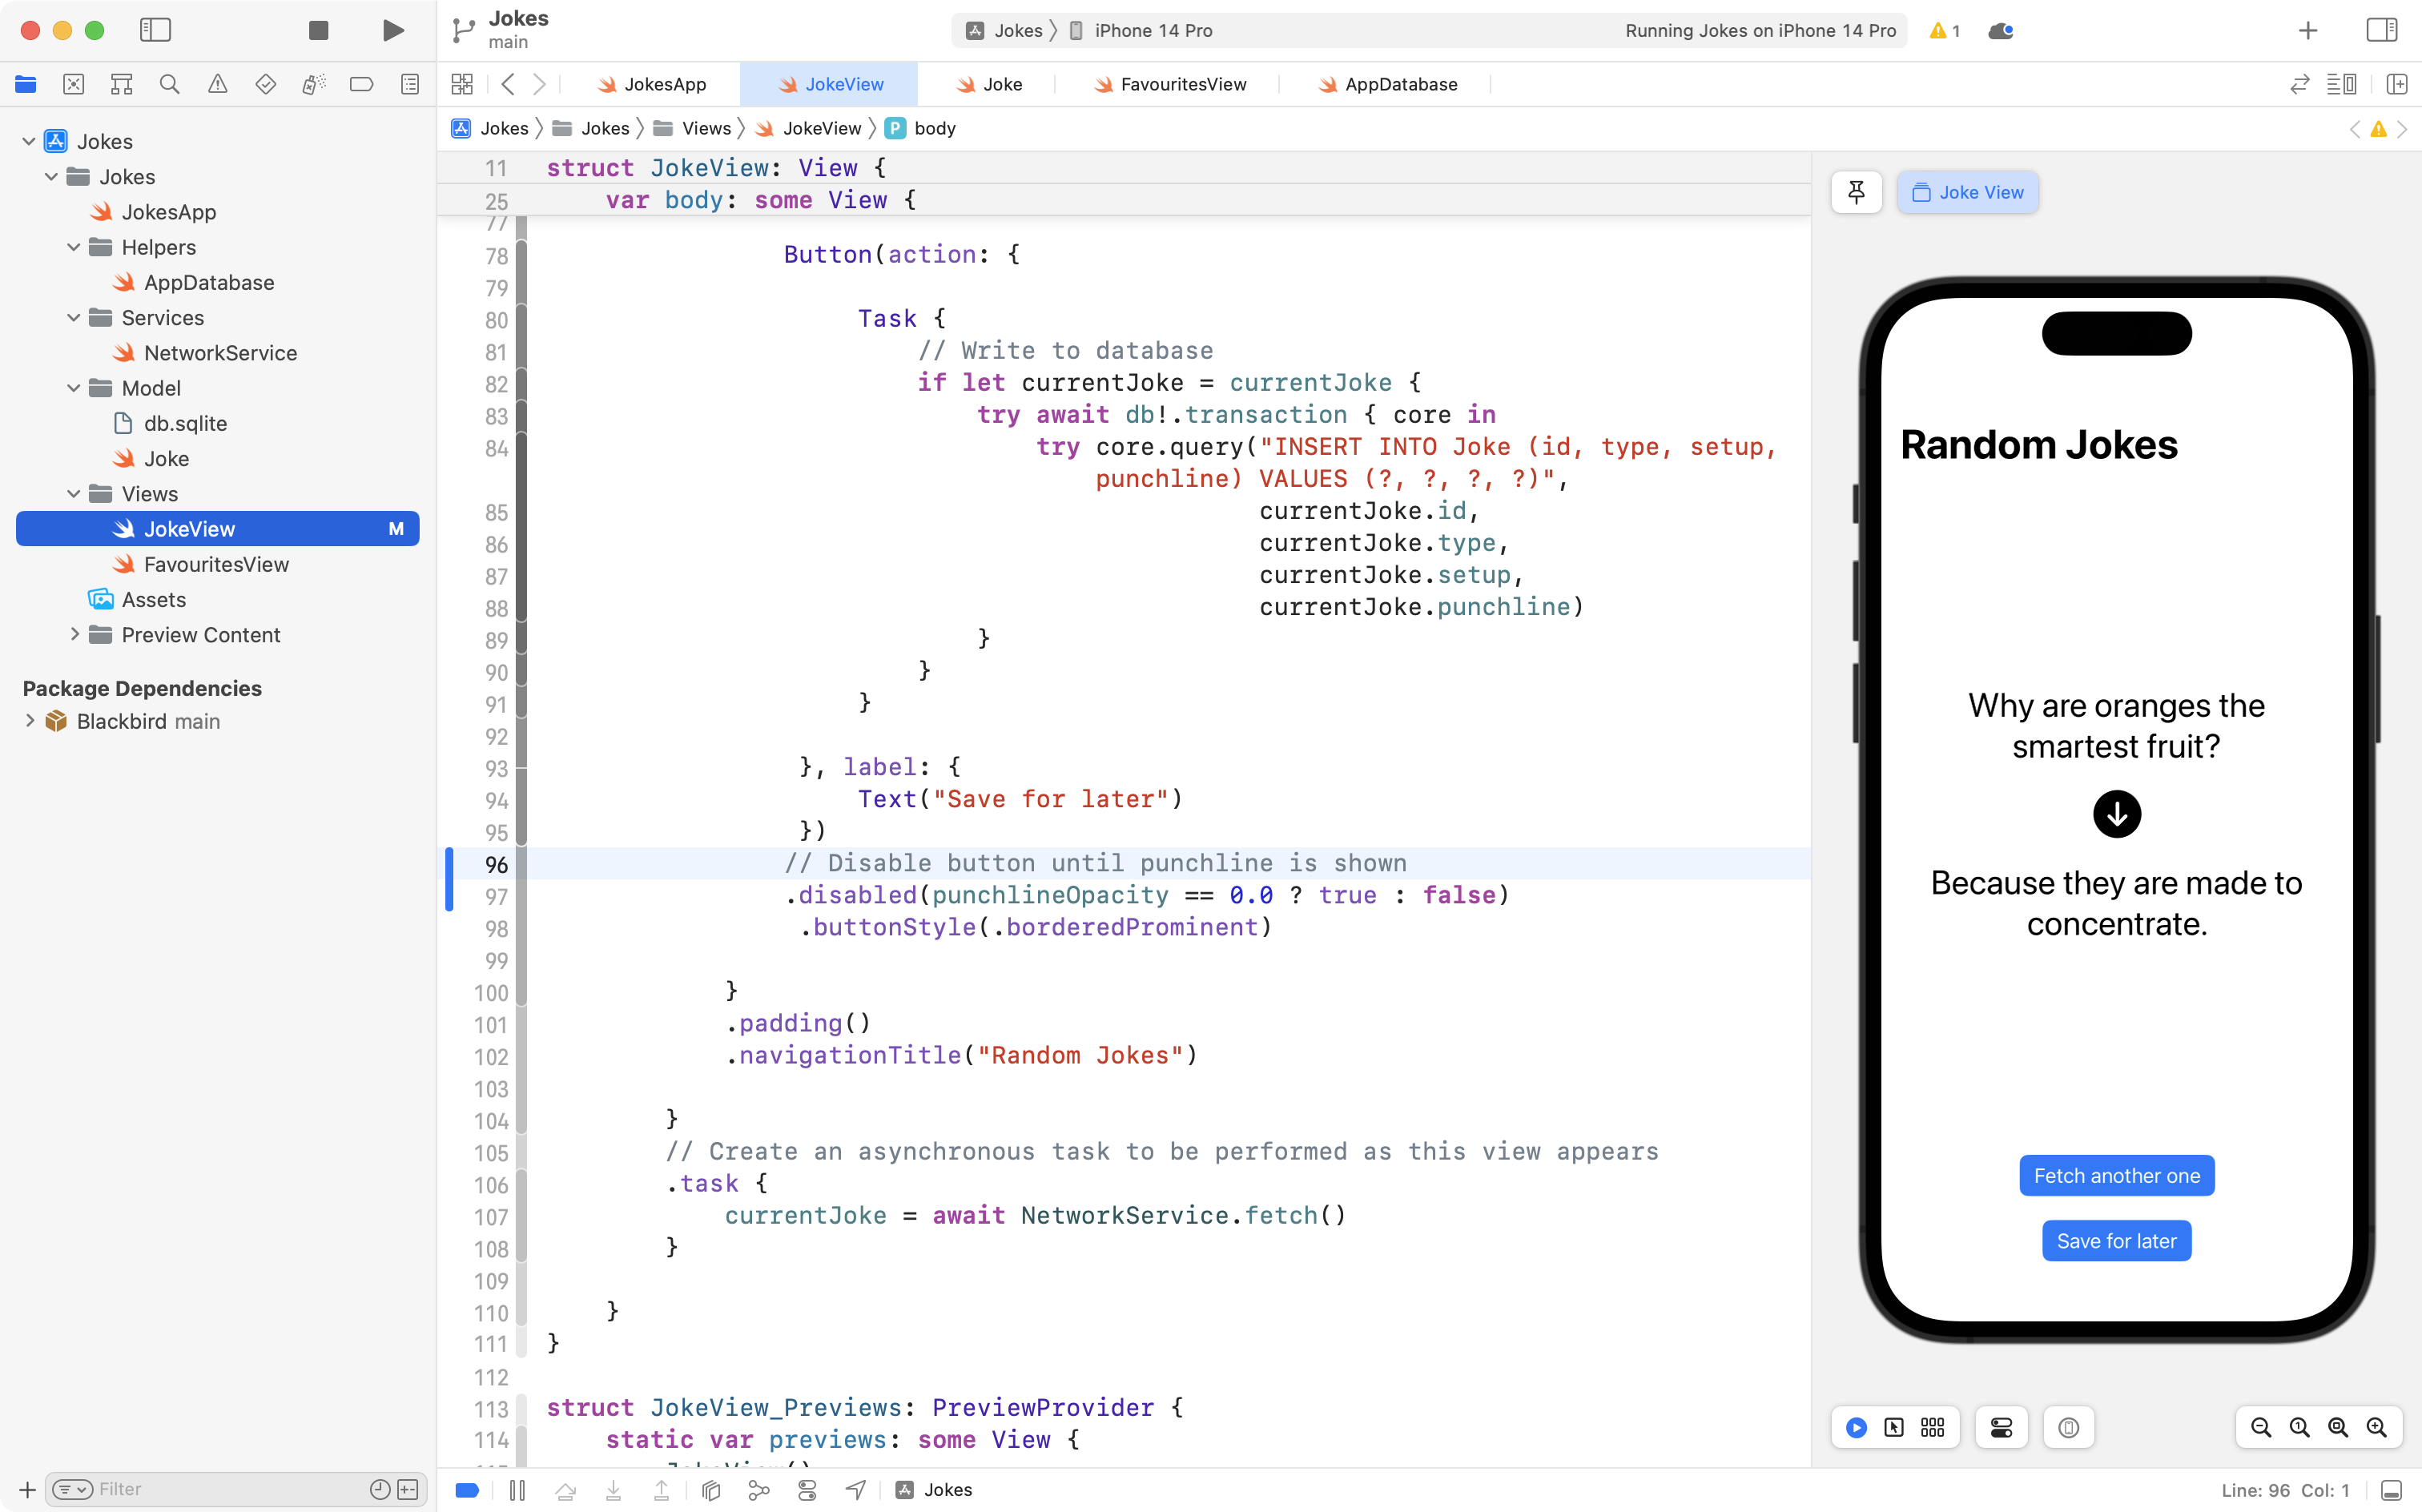 Jokes
main
Jokes
iPhone 14 Pro
Running Jokes on iPhone 14 Pro
1
JokesApp
JokeView
Joke
FavouritesView
AppDatabase
Jokes
Jokes
Views
JokeView
P
body
Jokes
Jokes
JokesApp
Helpers
AppDatabase
Services
NetworkService
Model
db.sqlite
Joke
Views
JokeView M
FavouritesView
Assets
Preview Content
Package Dependencies
Blackbird main
Filter
11 struct JokeView: View {
25 var body: some View {
77
78 Button(action: {
79
80 Task {
81 // Write to database
82 if let currentJoke = currentJoke {
83 try await db!.transaction { core in
84 try core.query("INSERT INTO Joke (id, type, setup,
punchline) VALUES (?, ?, ?, ?)",
85 currentJoke.id,
86 currentJoke.type,
87 currentJoke.setup,
88 currentJoke.punchline)
89 }
90 }
91 }
92
93 }, label: {
94 Text("Save for later")
95 })
96 // Disable button until punchline is shown
97 .disabled(punchlineOpacity == 0.0 ? true : false)
98 .buttonStyle(.borderedProminent)
99
100 }
101 .padding()
102 .navigationTitle("Random Jokes")
103
104 }
105 // Create an asynchronous task to be performed as this view appears
106 .task {
107 currentJoke = await NetworkService.fetch()
108 }
109
110 }
111 }
112
113 struct JokeView_Previews: PreviewProvider {
114 static var previews: some View {
Joke View
Random Jokes
Why are oranges the
smartest fruit?
Because they are made to
concentrate.
Fetch another one
Save for later
Jokes
Line: 96 Col: 1